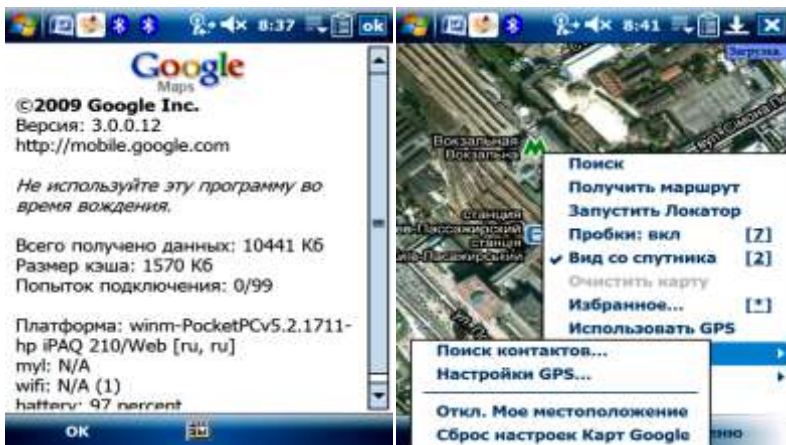 8:37
ok
Google
Maps
©2009 Google Inc.
Версия: 3.0.0.12
http://mobile.google.com
Не используйте эту программу во
время вождения.
Всего получено данных: 10441 Кб
Размер кэша: 1570 Кб
Попыток подключения: 0/99
Платформа: winm-PocketPCv5.2.1711-
hp iPAQ 210/Web [ru, ru]
myl: N/A
wifi: N/A (1)
battery: 97 percent
ОК
8:41
Загрузка.
Вокзальная
Вокзальна
станция
станція
Поиск
Получить маршрут
Запустить Локатор
Пробки: вкл [7]
Вид со спутника [2]
Очистить карту
Избранное... [*]
Использовать GPS
Поиск контактов...
Настройки GPS...
Откл. Мое местоположение
Сброс настроек Карт Google